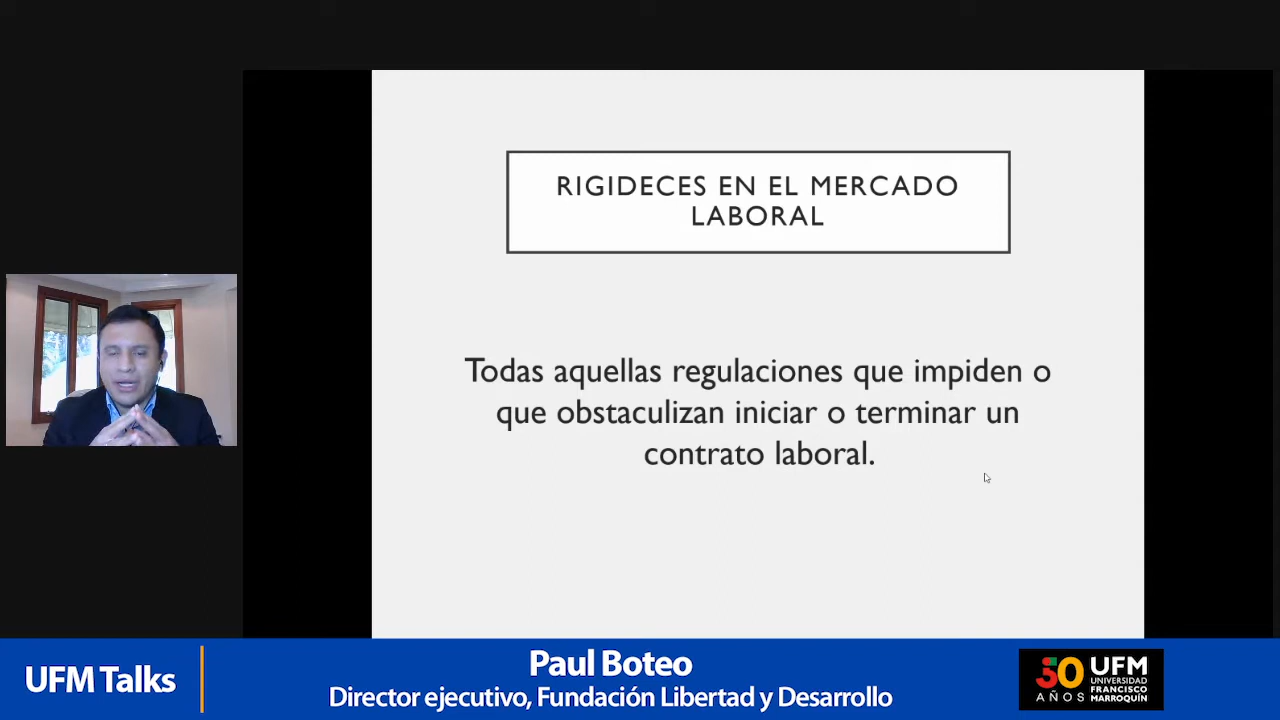 RIGIDECES EN EL MERCADO
LABORAL
Todas aquellas regulaciones que impiden o
que obstaculizan iniciar o terminar un
contrato laboral.
UFM Talks
Paul Boteo
Director ejecutivo, Fundación Libertad y Desarrollo
50
AÑOS
UFM
UNIVERSIDAD
FRANCISCO
MARROQUÍN